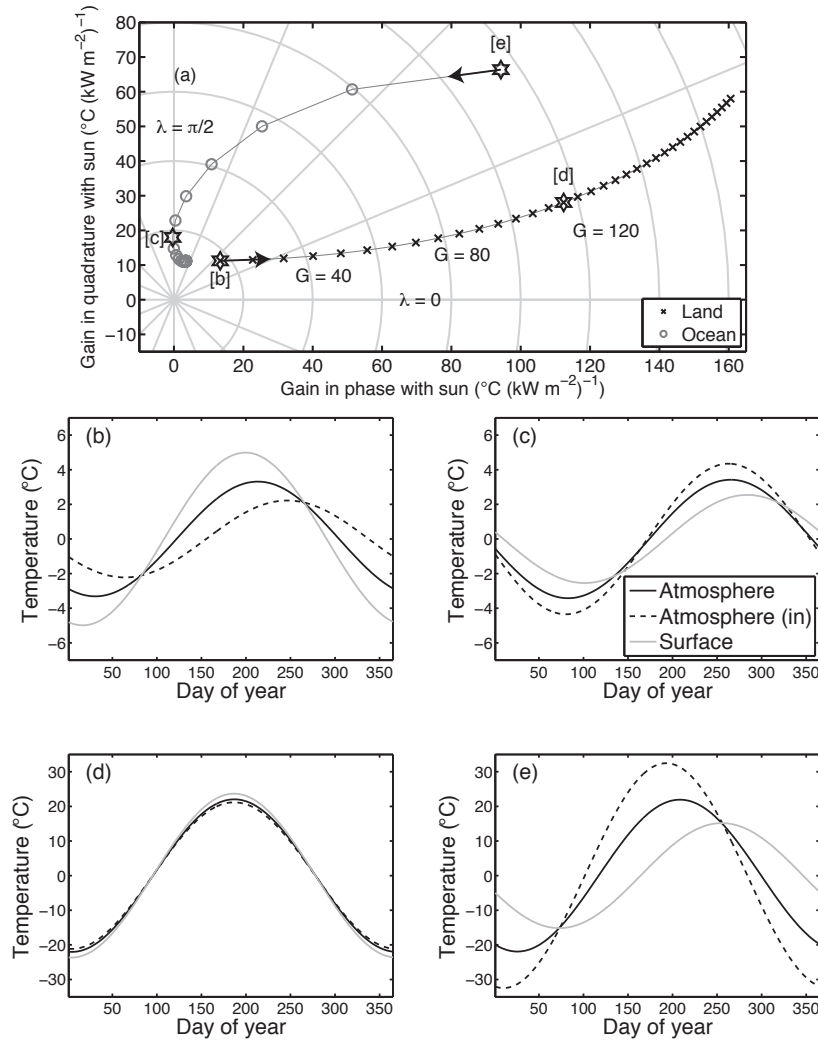 80
70
60
50
40
30
20
10
0
−10
Gain in quadrature with sun (°C (kW m−2)−1)
(a)
[e]
λ = π/2
[c]
[d]
[b]
G = 40
G = 80
G = 120
λ = 0
Land
Ocean
0 20 40 60 80 100 120 140 160
Gain in phase with sun (°C (kW m−2)−1)
(b)
6
4
2
0
−2
−4
−6
Temperature (°C)
50 100 150 200 250 300 350
Day of year
(c)
6
4
2
0
−2
−4
−6
Temperature (°C)
Atmosphere
Atmosphere (in)
Surface
50 100 150 200 250 300 350
Day of year
(d)
30
20
10
0
−10
−20
−30
Temperature (°C)
50 100 150 200 250 300 350
Day of year
(e)
30
20
10
0
−10
−20
−30
Temperature (°C)
50 100 150 200 250 300 350
Day of year